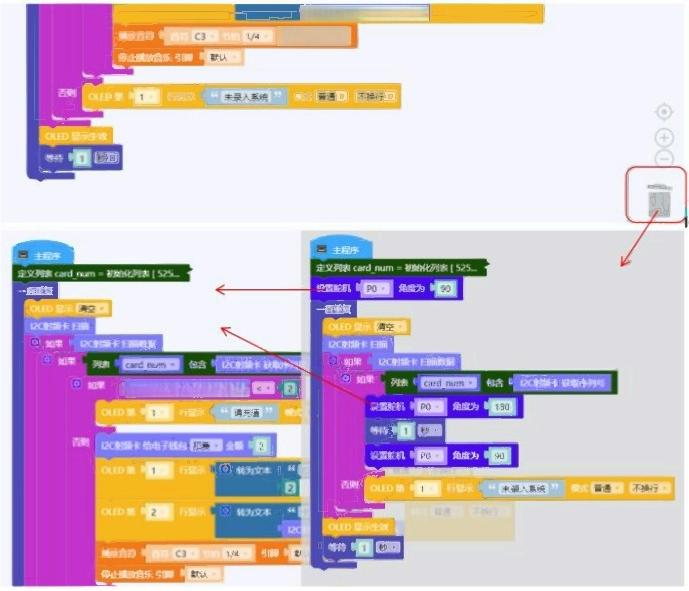 播放音符 音符 C3 节拍 1/4
停止播放音乐 引脚 默认
否则 OLED 第 1 行显示 “ 未录入系统 ” 模式 普通 不换行
OLED 显示生效
等待 1 秒
主程序
定义列表 card_num = 初始化列表 [ 525...
一直重复
OLED 显示 清空
I2C射频卡 扫描
如果 I2C射频卡 扫描数据
如果 列表 card_num 包含 I2C射频卡 获取序列号
如果 < 2
OLED 第 1 行显示 “ 请充值 模式
否则 I2C射频卡 给电子钱包 扣款 金额 2
OLED 第 1 行显示 转为文本 “
2
OLED 第 2 行显示 转为文本 “
播放音符 音符 C3 节拍 1/4 引脚
停止播放音乐 引脚 默认
主程序
定义列表 card_num = 初始化列表 [ 525...
设置舵机 P0 角度为 90
一直重复
OLED 显示 清空
I2C射频卡 扫描
如果 I2C射频卡 扫描数据
如果 列表 card_num 包含 I2C射频卡 获取序列号
设置舵机 P0 角度为 180
等待 1 秒
设置舵机 P0 角度为 90
否则 OLED 第 1 行显示 “ 未录入系统 ” 模式 普通 不换行
OLED 显示生效
等待 1 秒